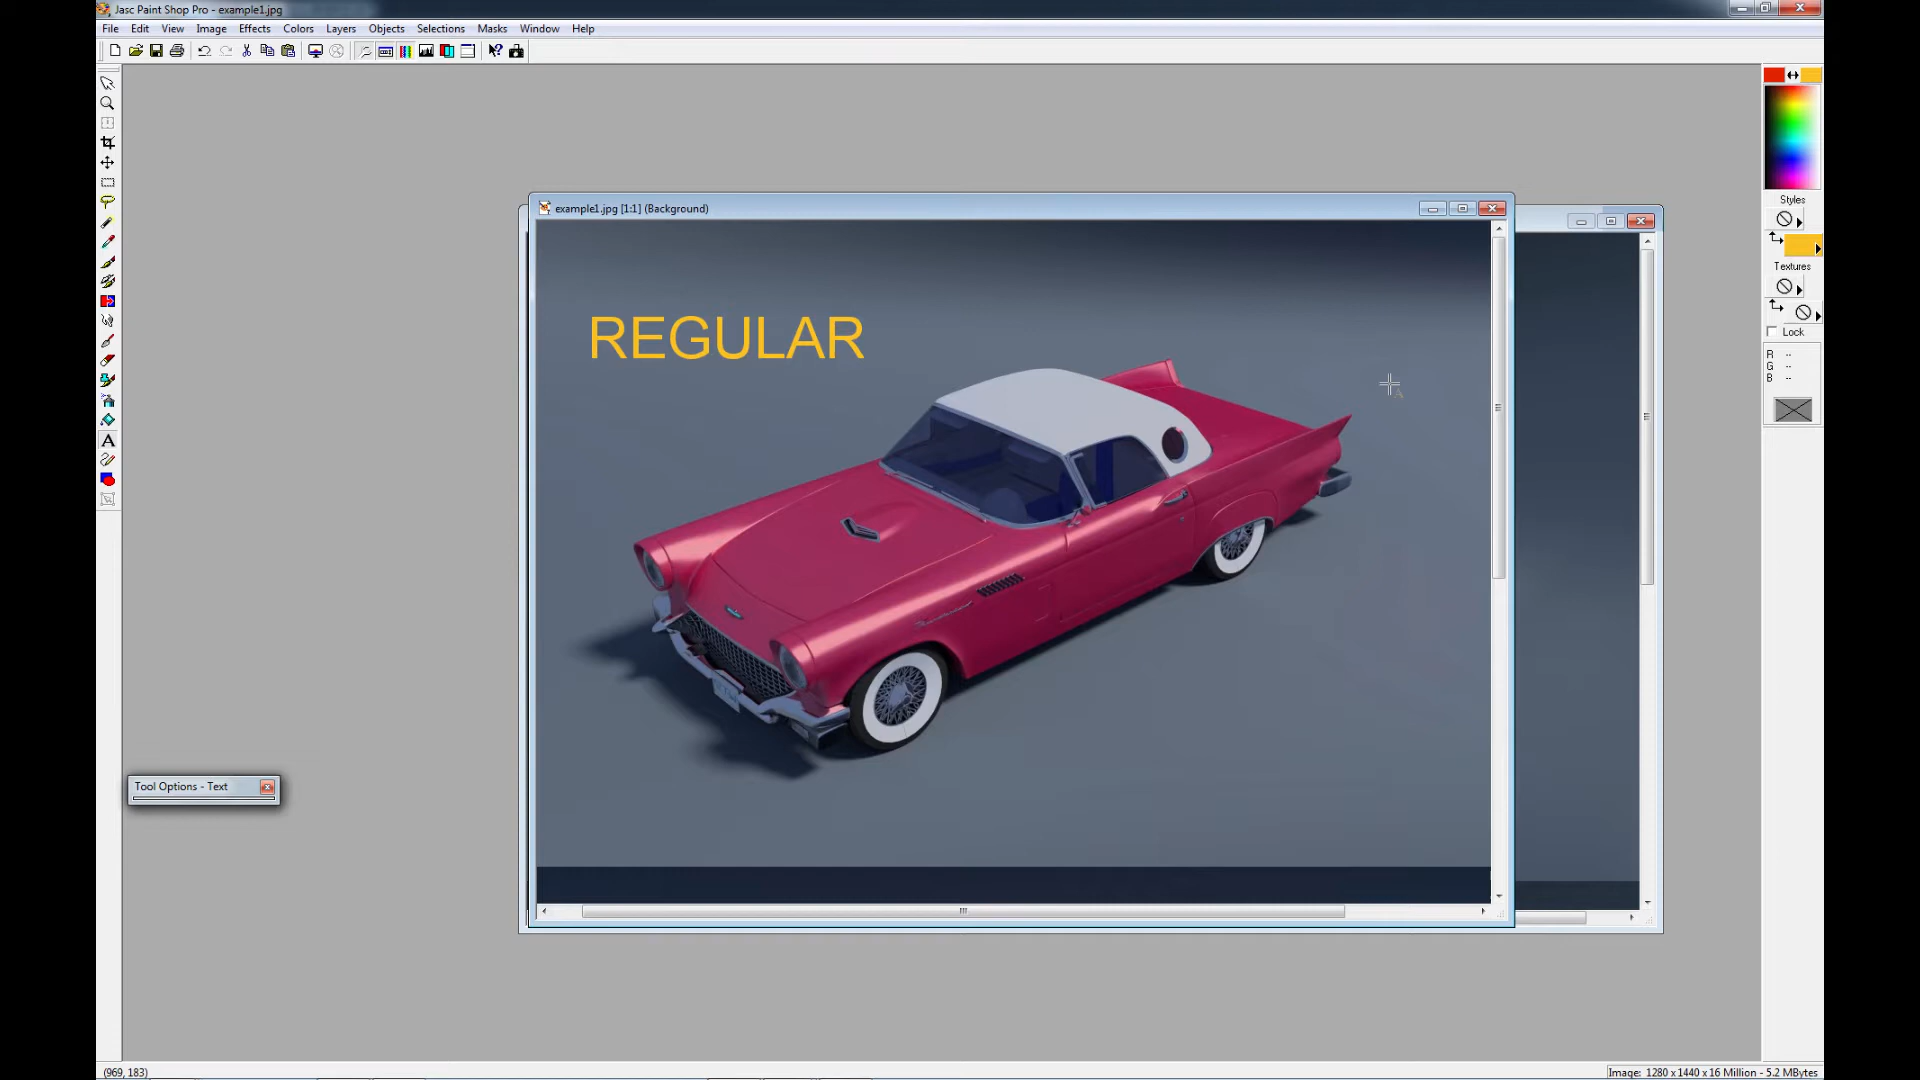 Jasc Paint Shop Pro - example1.jpg
File Edit View Image Effects Colors Layers Objects Selections Masks Window Help
Styles
Textures
Lock
R --
G --
B --
example1.jpg [1:1] (Background)
REGULAR
Tool Options - Text
(969, 183)
Image: 1280 x 1440 x 16 Million - 5.2 MBytes